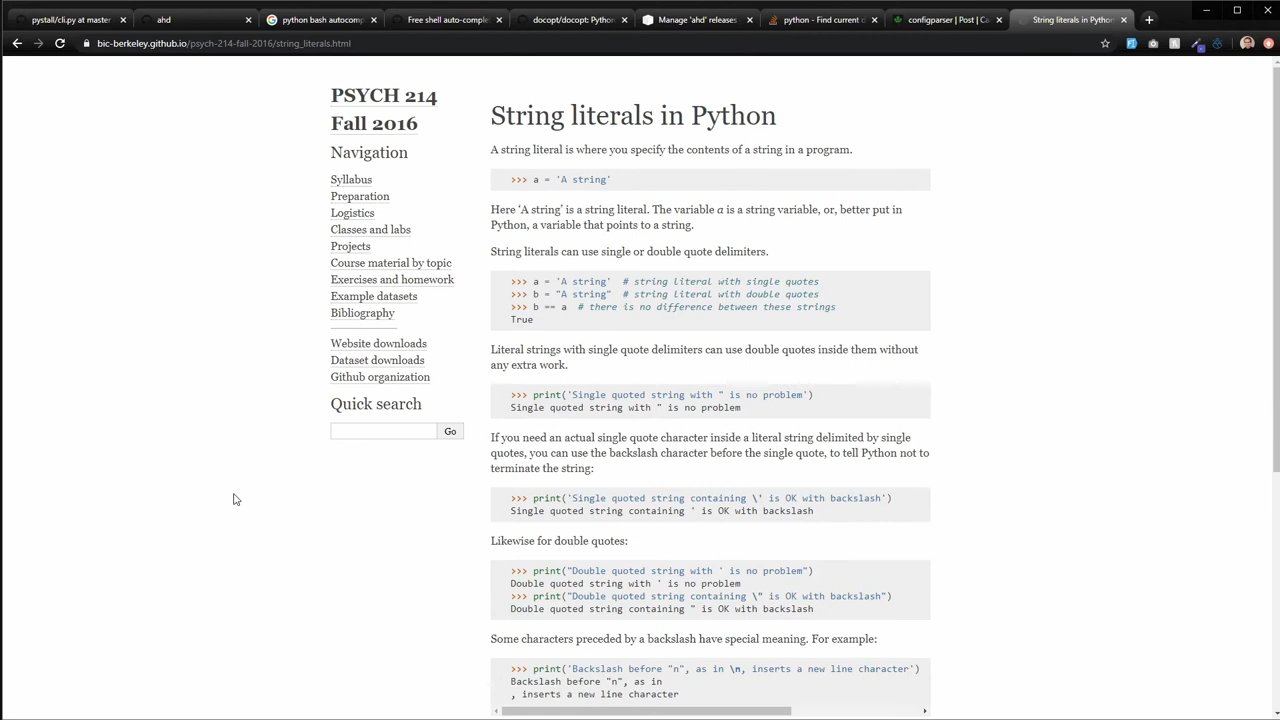 pystall/cli.py at master
ahd
python bash autocomp
Free shell auto-comple
docopt/docopt: Python
Manage 'ahd' releases
python - Find current d
configparser | Post | Ca
String literals in Python
bic-berkeley.github.io/psych-214-fall-2016/string_literals.html
PSYCH 214
Fall 2016
Navigation
Syllabus
Preparation
Logistics
Classes and labs
Projects
Course material by topic
Exercises and homework
Example datasets
Bibliography
Website downloads
Dataset downloads
Github organization
Quick search
Go
String literals in Python
A string literal is where you specify the contents of a string in a program.
>>> a = 'A string'
Here ‘A string’ is a string literal. The variable a is a string variable, or, better put in
Python, a variable that points to a string.
String literals can use single or double quote delimiters.
>>> a = 'A string'  # string literal with single quotes
>>> b = "A string"  # string literal with double quotes
>>> b == a  # there is no difference between these strings
True
Literal strings with single quote delimiters can use double quotes inside them without
any extra work.
>>> print('Single quoted string with " is no problem')
Single quoted string with " is no problem
If you need an actual single quote character inside a literal string delimited by single
quotes, you can use the backslash character before the single quote, to tell Python not to
terminate the string:
>>> print('Single quoted string containing \' is OK with backslash')
Single quoted string containing ' is OK with backslash
Likewise for double quotes:
>>> print("Double quoted string with ' is no problem")
Double quoted string with ' is no problem
>>> print("Double quoted string containing \" is OK with backslash")
Double quoted string containing " is OK with backslash
Some characters preceded by a backslash have special meaning. For example:
>>> print('Backslash before "n", as in \n, inserts a new line character')
Backslash before "n", as in
, inserts a new line character